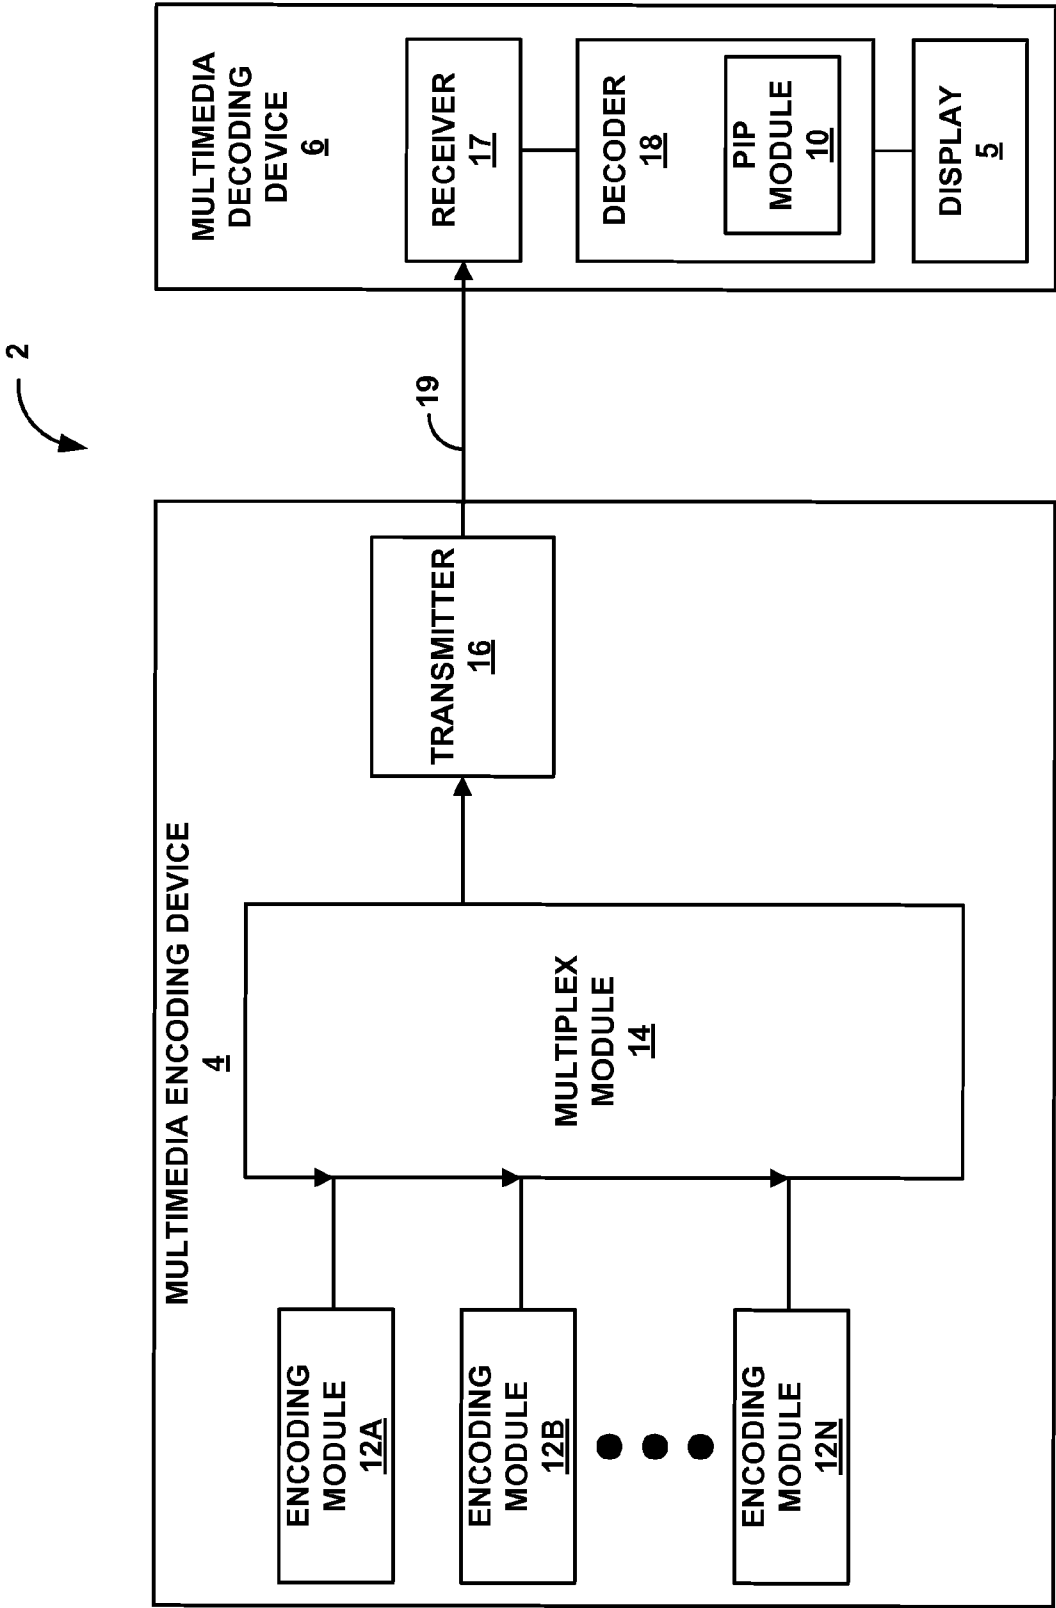 2
MULTIMEDIA ENCODING DEVICE
4
ENCODING
MODULE
12A
ENCODING
MODULE
12B
ENCODING
MODULE
12N
MULTIPLEX
MODULE
14
TRANSMITTER
16
19
MULTIMEDIA
DECODING
DEVICE
6
RECEIVER
17
DECODER
18
PIP
MODULE
10
DISPLAY
5